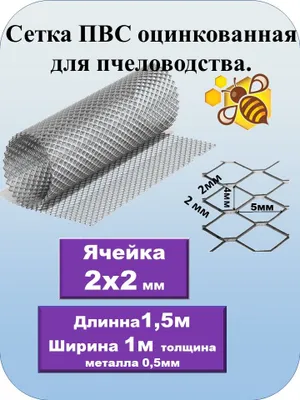 Сетка ПВС оцинкованная
для пчеловодства.
2мм
4мм
2 мм
5мм
Ячейка
2х2 мм
Длинна1,5м
Ширина 1м толщина
металла 0,5мм